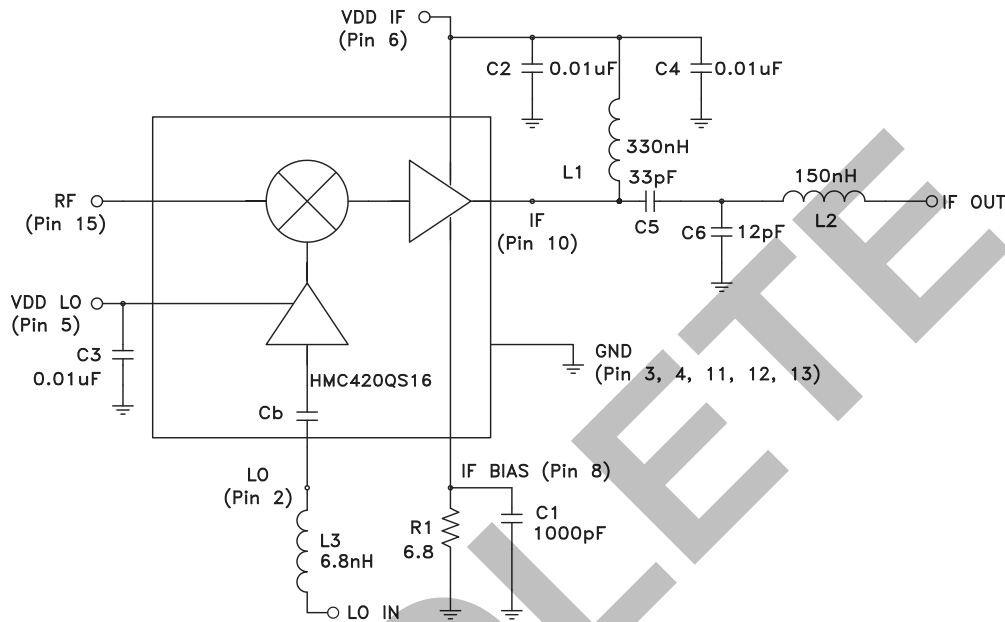 VDD IF
(Pin 6)
C2
0.01uF
C4
0.01uF
330nH
L1
33pF
150nH
RF
(Pin 15)
IF
(Pin 10)
C5
C6
12pF
L2
IF OUT
VDD LO
(Pin 5)
C3
0.01uF
HMC420QS16
GND
(Pin 3, 4, 11, 12, 13)
Cb
LO
(Pin 2)
IF BIAS (Pin 8)
L3
6.8nH
R1
6.8
C1
1000pF
LO IN
OLETE